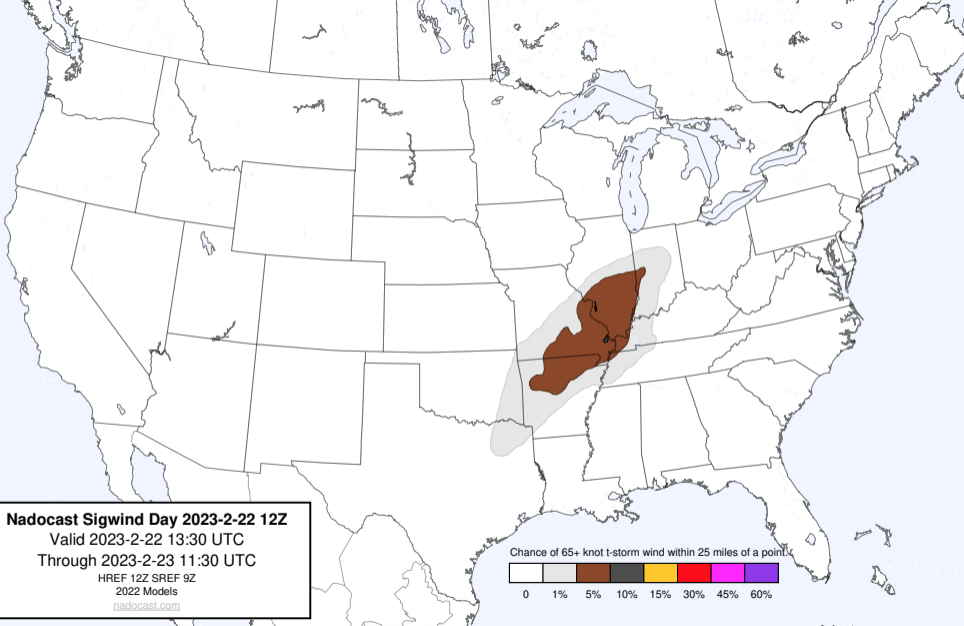 Nadocast Sigwind Day 2023-2-22 12Z
Valid 2023-2-22 13:30 UTC
Through 2023-2-23 11:30 UTC
HREF 12Z SREF 9Z
2022 Models
nadocast.com
Chance of 65+ knot t-storm wind within 25 miles of a point.
0 1% 5% 10% 15% 30% 45% 60%